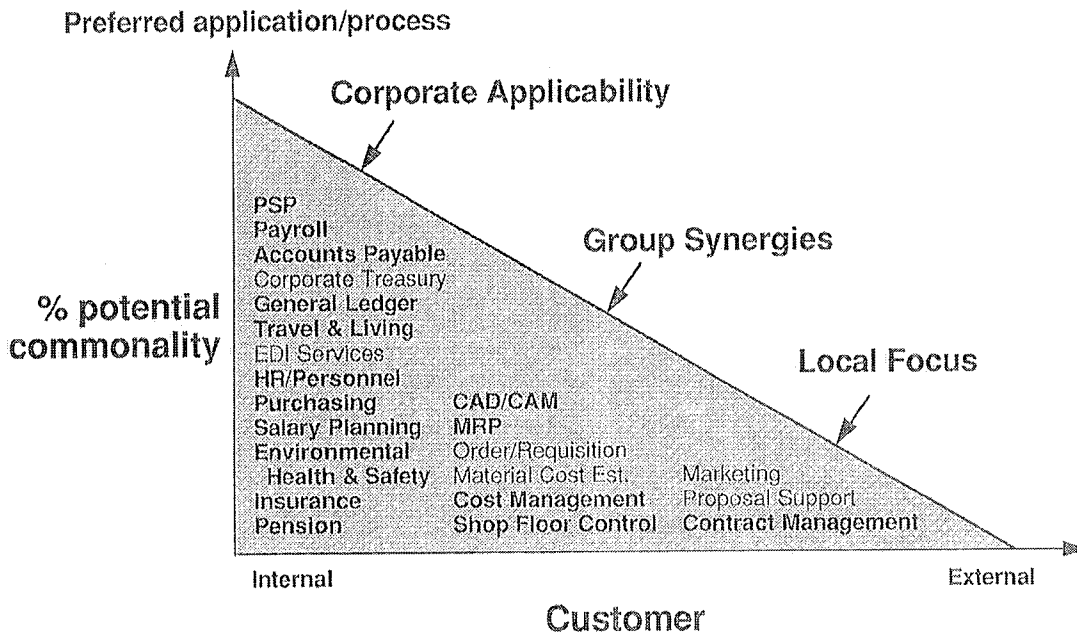 Preferred application/process
Corporate Applicability
Group Synergies
Local Focus
% potential
commonality
PSP
Payroll
Accounts Payable
Corporate Treasury
General Ledger
Travel & Living
EDI Services
HR/Personnel
Purchasing
Salary Planning
Environmental
Health & Safety
Insurance
Pension
CAD/CAM
MRP
Order/Requisition
Material Cost Est.
Cost Management
Shop Floor Control
Marketing
Proposal Support
Contract Management
Internal
External
Customer